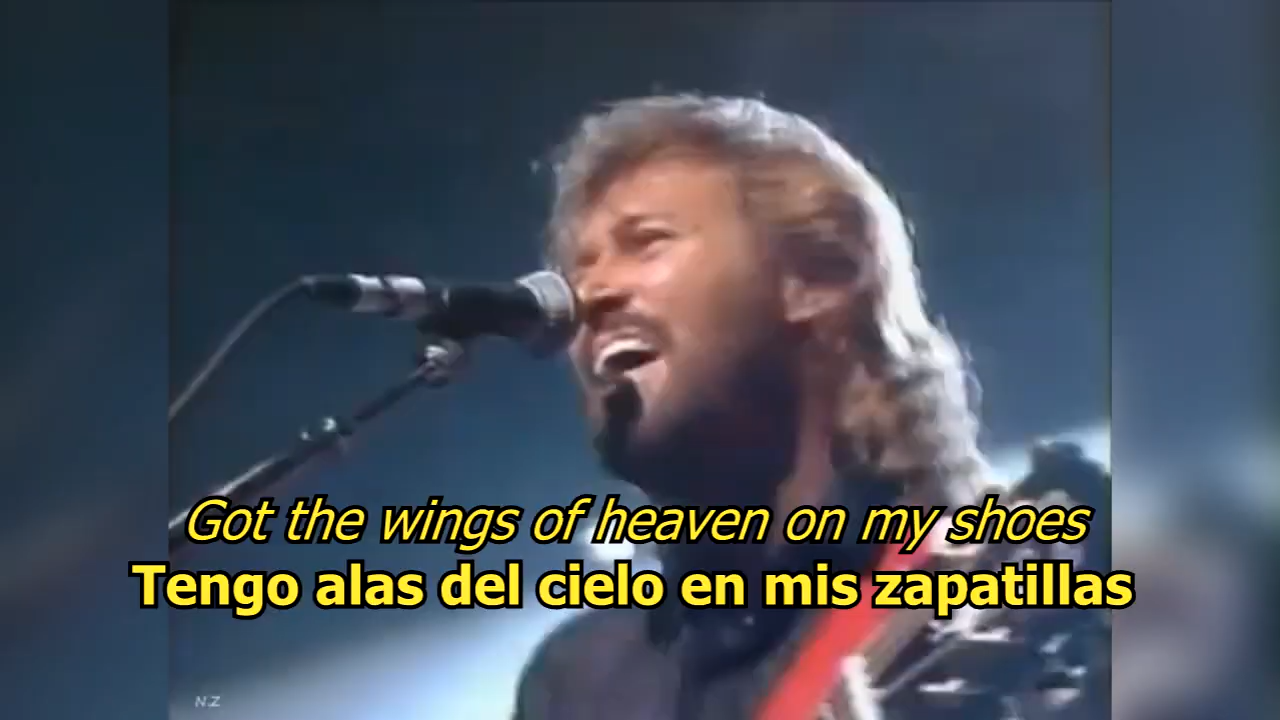 Got the wings of heaven on my shoes
Tengo alas del cielo en mis zapatillas
N.Z